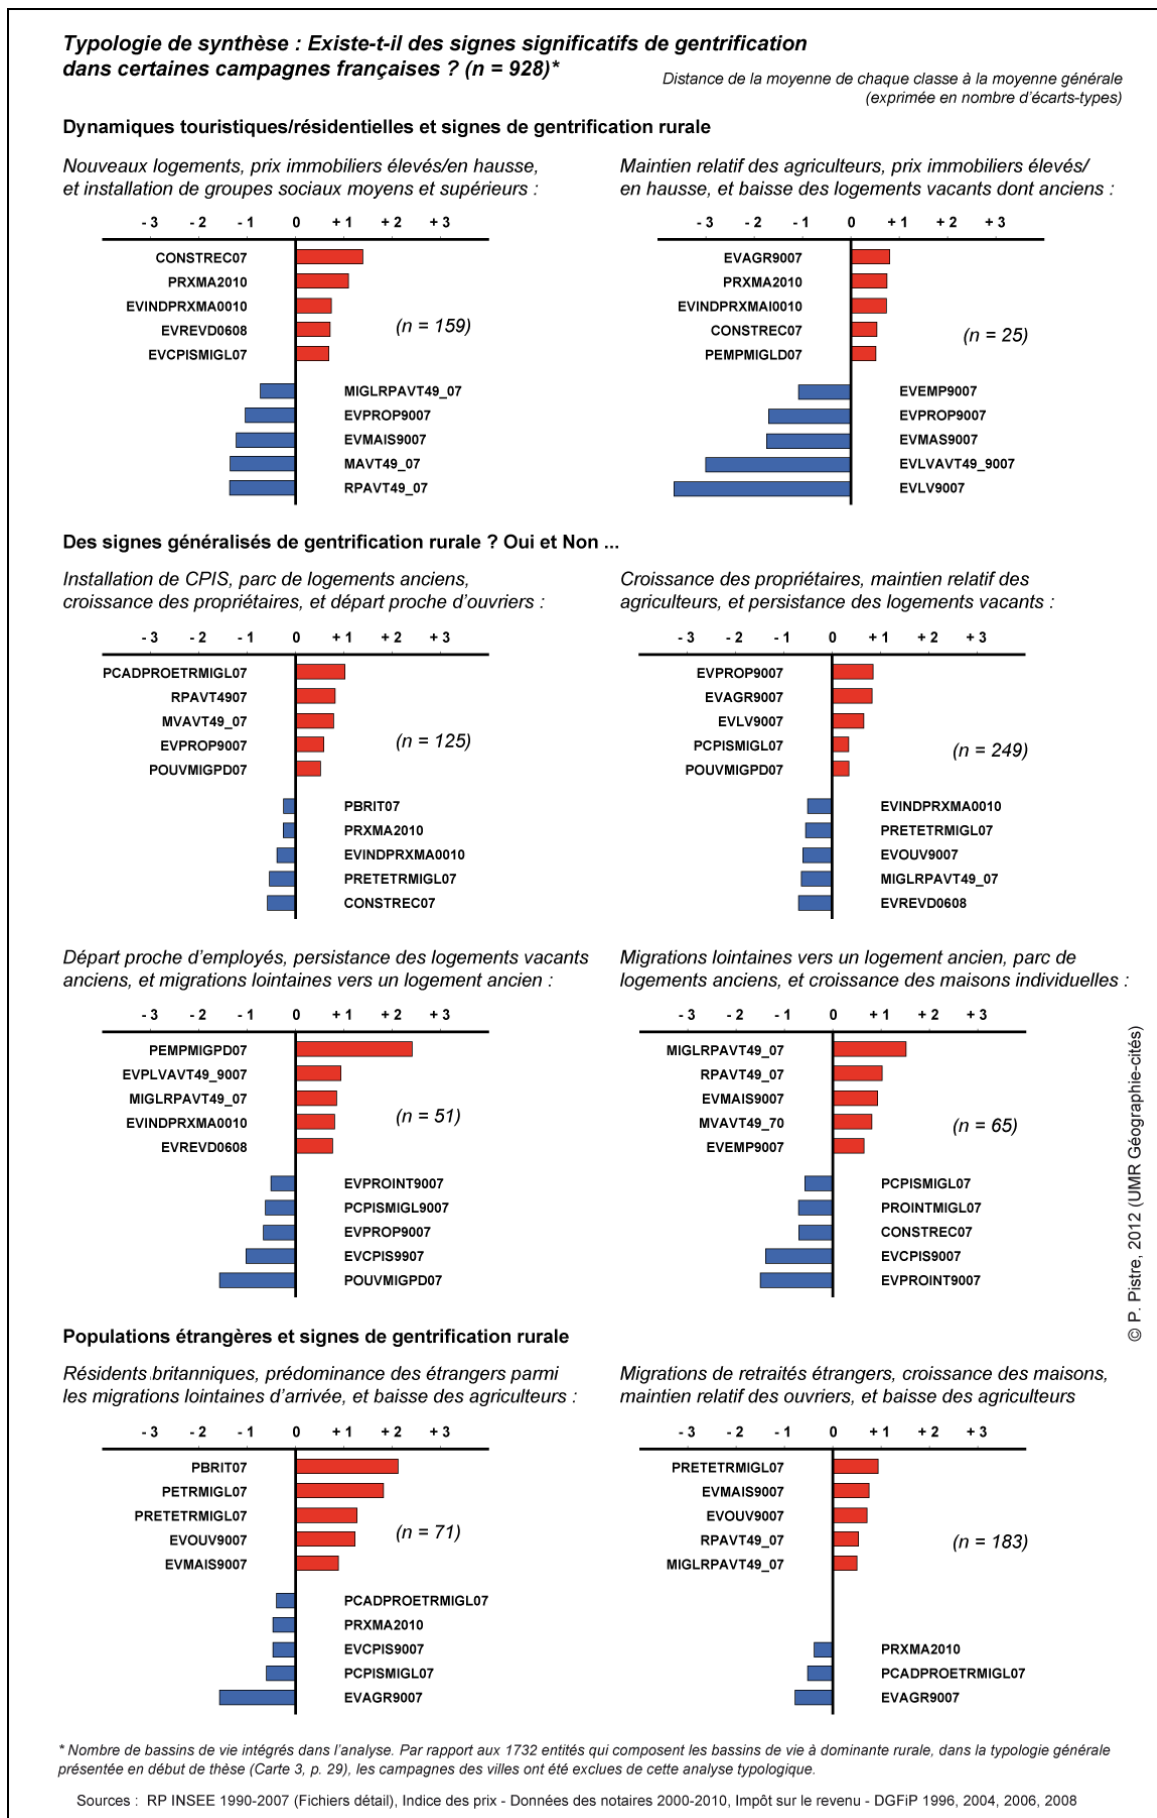 Typologie de synthèse : Existe-t-il des signes significatifs de gentrification
dans certaines campagnes françaises ? (n = 928)*
Distance de la moyenne de chaque classe à la moyenne générale
(exprimée en nombre d'écarts-types)
Dynamiques touristiques/résidentielles et signes de gentrification rurale
Nouveaux logements, prix immobiliers élevés/en hausse,
et installation de groupes sociaux moyens et supérieurs :
- 3 - 2 - 1 0 + 1 + 2 + 3
CONSTREC07
PRXMA2010
EVINDPRXMA0010
EVREVD0608
EVCPISMIGL07
(n = 159)
MIGLRPAVT49_07
EVPROP9007
EVMAIS9007
MAVT49_07
RPAVT49_07
Maintien relatif des agriculteurs, prix immobiliers élevés/
en hausse, et baisse des logements vacants dont anciens :
- 3 - 2 - 1 0 + 1 + 2 + 3
EVAGR9007
PRXMA2010
EVINDPRXMAI0010
CONSTREC07
PEMPMIGLD07
(n = 25)
EVEMP9007
EVPROP9007
EVMAS9007
EVLVAVT49_9007
EVLV9007
Des signes généralisés de gentrification rurale ? Oui et Non ...
Installation de CPIS, parc de logements anciens,
croissance des propriétaires, et départ proche d'ouvriers :
- 3 - 2 - 1 0 + 1 + 2 + 3
PCADPROETRMIGL07
RPAVT4907
MVAVT49_07
EVPROP9007
POUVMIGPD07
(n = 125)
PBRIT07
PRXMA2010
EVINDPRXMA0010
PRETETRMIGL07
CONSTREC07
Croissance des propriétaires, maintien relatif des
agriculteurs, et persistance des logements vacants :
- 3 - 2 - 1 0 + 1 + 2 + 3
EVPROP9007
EVAGR9007
EVLV9007
PCPISMIGL07
POUVMIGPD07
(n = 249)
EVINDPRXMA0010
PRETETRMIGL07
EVOUV9007
MIGLRPAVT49_07
EVREVD0608
Départ proche d'employés, persistance des logements vacants
anciens, et migrations lointaines vers un logement ancien :
- 3 - 2 - 1 0 + 1 + 2 + 3
PEMPMIGPD07
EVPLVAVT49_9007
MIGLRPAVT49_07
EVINDPRXMA0010
EVREVD0608
(n = 51)
EVPROINT9007
PCPISMIGL9007
EVPROP9007
EVCPIS9907
POUVMIGPD07
Migrations lointaines vers un logement ancien, parc de
logements anciens, et croissance des maisons individuelles :
- 3 - 2 - 1 0 + 1 + 2 + 3
MIGLRPAVT49_07
RPAVT49_07
EVMAIS9007
MVAVT49_70
EVEMP9007
(n = 65)
PCPISMIGL07
PROINTMIGL07
CONSTREC07
EVCPIS9007
EVPROINT9007
© P. Pistre, 2012 (UMR Géographie-cités)
Populations étrangères et signes de gentrification rurale
Résidents britanniques, prédominance des étrangers parmi
les migrations lointaines d'arrivée, et baisse des agriculteurs :
- 3 - 2 - 1 0 + 1 + 2 + 3
PBRIT07
PETRMIGL07
PRETETRMIGL07
EVOUV9007
EVMAIS9007
(n = 71)
PCADPROETRMIGL07
PRXMA2010
EVCPIS9007
PCPISMIGL07
EVAGR9007
Migrations de retraités étrangers, croissance des maisons,
maintien relatif des ouvriers, et baisse des agriculteurs
- 3 - 2 - 1 0 + 1 + 2 + 3
PRETETRMIGL07
EVMAIS9007
EVOUV9007
RPAVT49_07
MIGLRPAVT49_07
(n = 183)
PRXMA2010
PCADPROETRMIGL07
EVAGR9007
* Nombre de bassins de vie intégrés dans l'analyse. Par rapport aux 1732 entités qui composent les bassins de vie à dominante rurale, dans la typologie générale
présentée en début de thèse (Carte 3, p. 29), les campagnes des villes ont été exclues de cette analyse typologique.
Sources : RP INSEE 1990-2007 (Fichiers détail), Indice des prix - Données des notaires 2000-2010, Impôt sur le revenu - DGFiP 1996, 2004, 2006, 2008